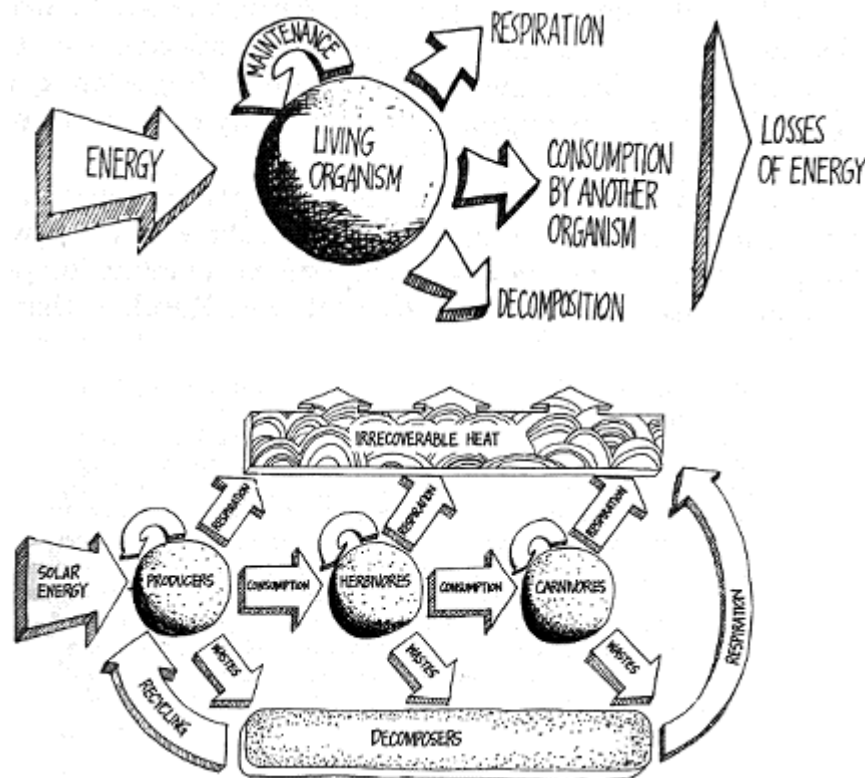 MAINTENANCE
RESPIRATION
ENERGY
LIVING
ORGANISM
CONSUMPTION
BY ANOTHER
ORGANISM
LOSSES
OF ENERGY
DECOMPOSITION
IRRECOVERABLE HEAT
RESPIRATION
RESPIRATION
RESPIRATION
SOLAR
ENERGY
PRODUCERS
CONSUMPTION
HERBIVORES
CONSUMPTION
CARNIVORES
WASTES
WASTES
WASTES
RESPIRATION
RECYCLING
DECOMPOSERS